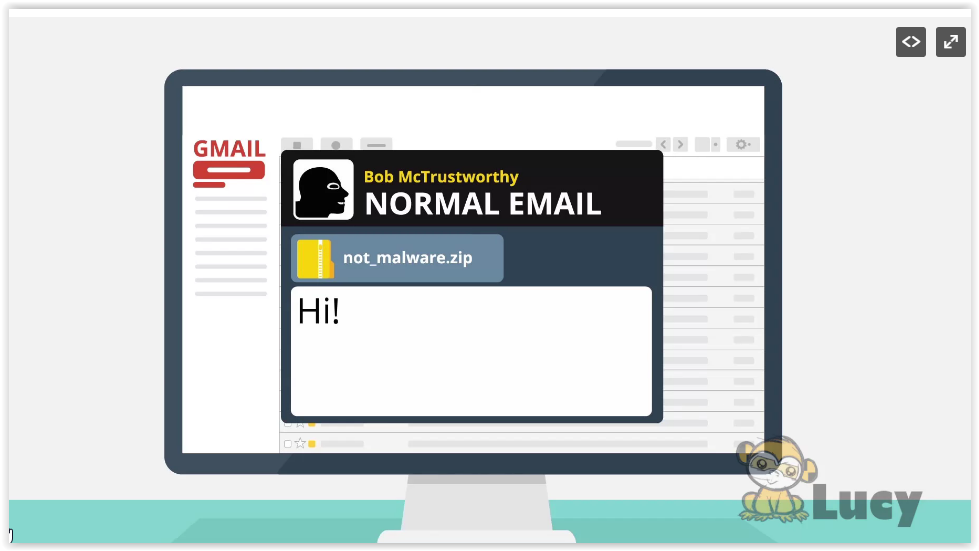 GMAIL
Bob McTrustworthy
NORMAL EMAIL
not_malware.zip
Hi!
Lucy